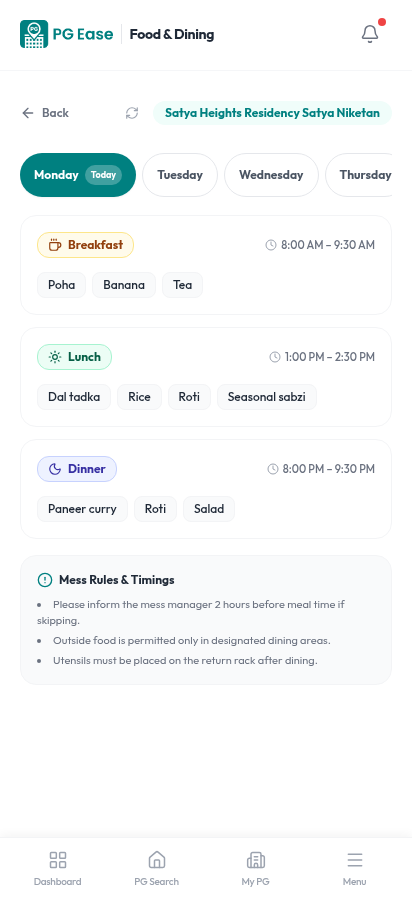 PG
PG Ease
Food & Dining
Back
Satya Heights Residency Satya Niketan
Monday Today
Tuesday
Wednesday
Thursday
Breakfast
8:00 AM – 9:30 AM
Poha
Banana
Tea
Lunch
1:00 PM – 2:30 PM
Dal tadka
Rice
Roti
Seasonal sabzi
Dinner
8:00 PM – 9:30 PM
Paneer curry
Roti
Salad
Mess Rules & Timings
• Please inform the mess manager 2 hours before meal time if
skipping.
• Outside food is permitted only in designated dining areas.
• Utensils must be placed on the return rack after dining.
Dashboard
PG Search
My PG
Menu